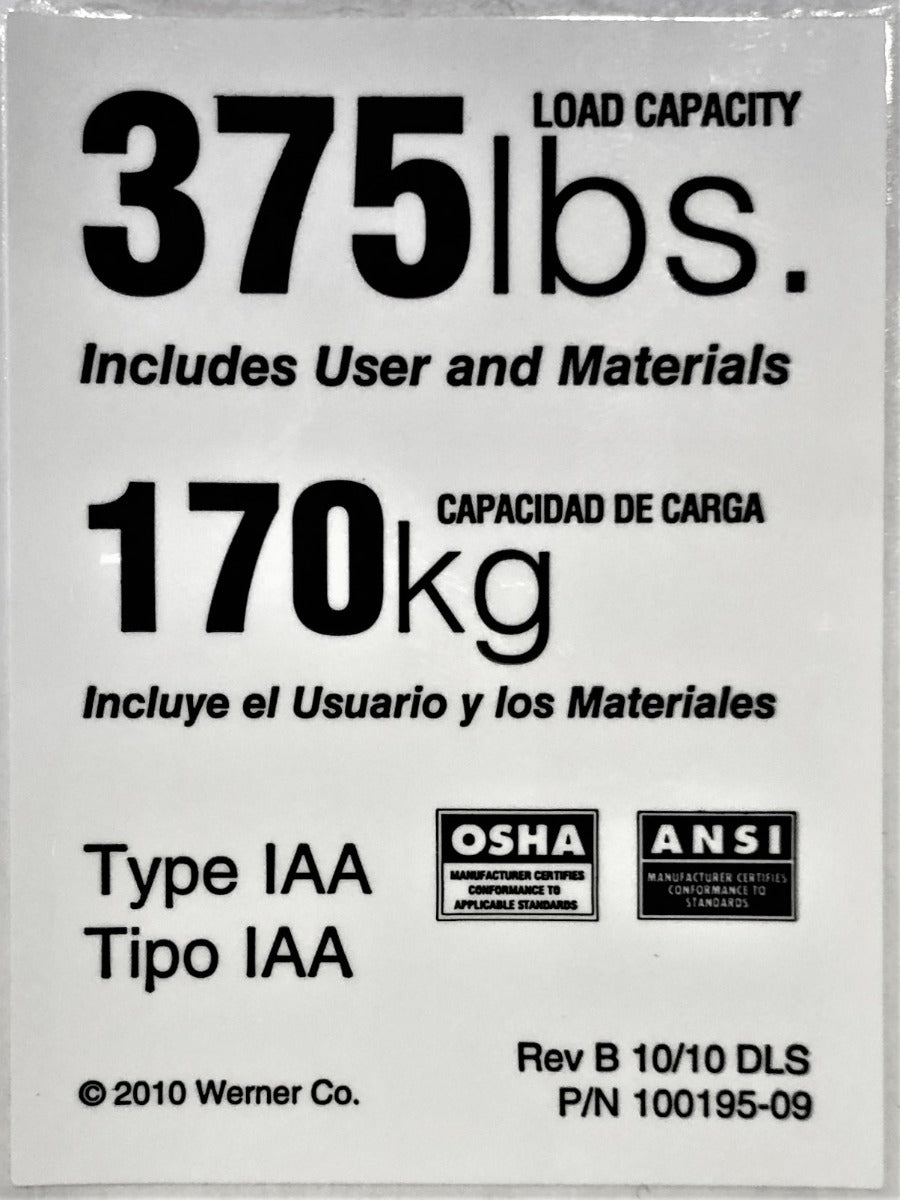 LOAD CAPACITY
375lbs.
Includes User and Materials
CAPACIDAD DE CARGA
170kg
Incluye el Usuario y los Materiales
Type IAA
Tipo IAA
OSHA
MANUFACTURER CERTIFIES
CONFORMANCE TO
APPLICABLE STANDARDS
ANSI
MANUFACTURER CERTIFIES
CONFORMANCE TO
STANDARDS
© 2010 Werner Co.
Rev B 10/10 DLS
P/N 100195-09